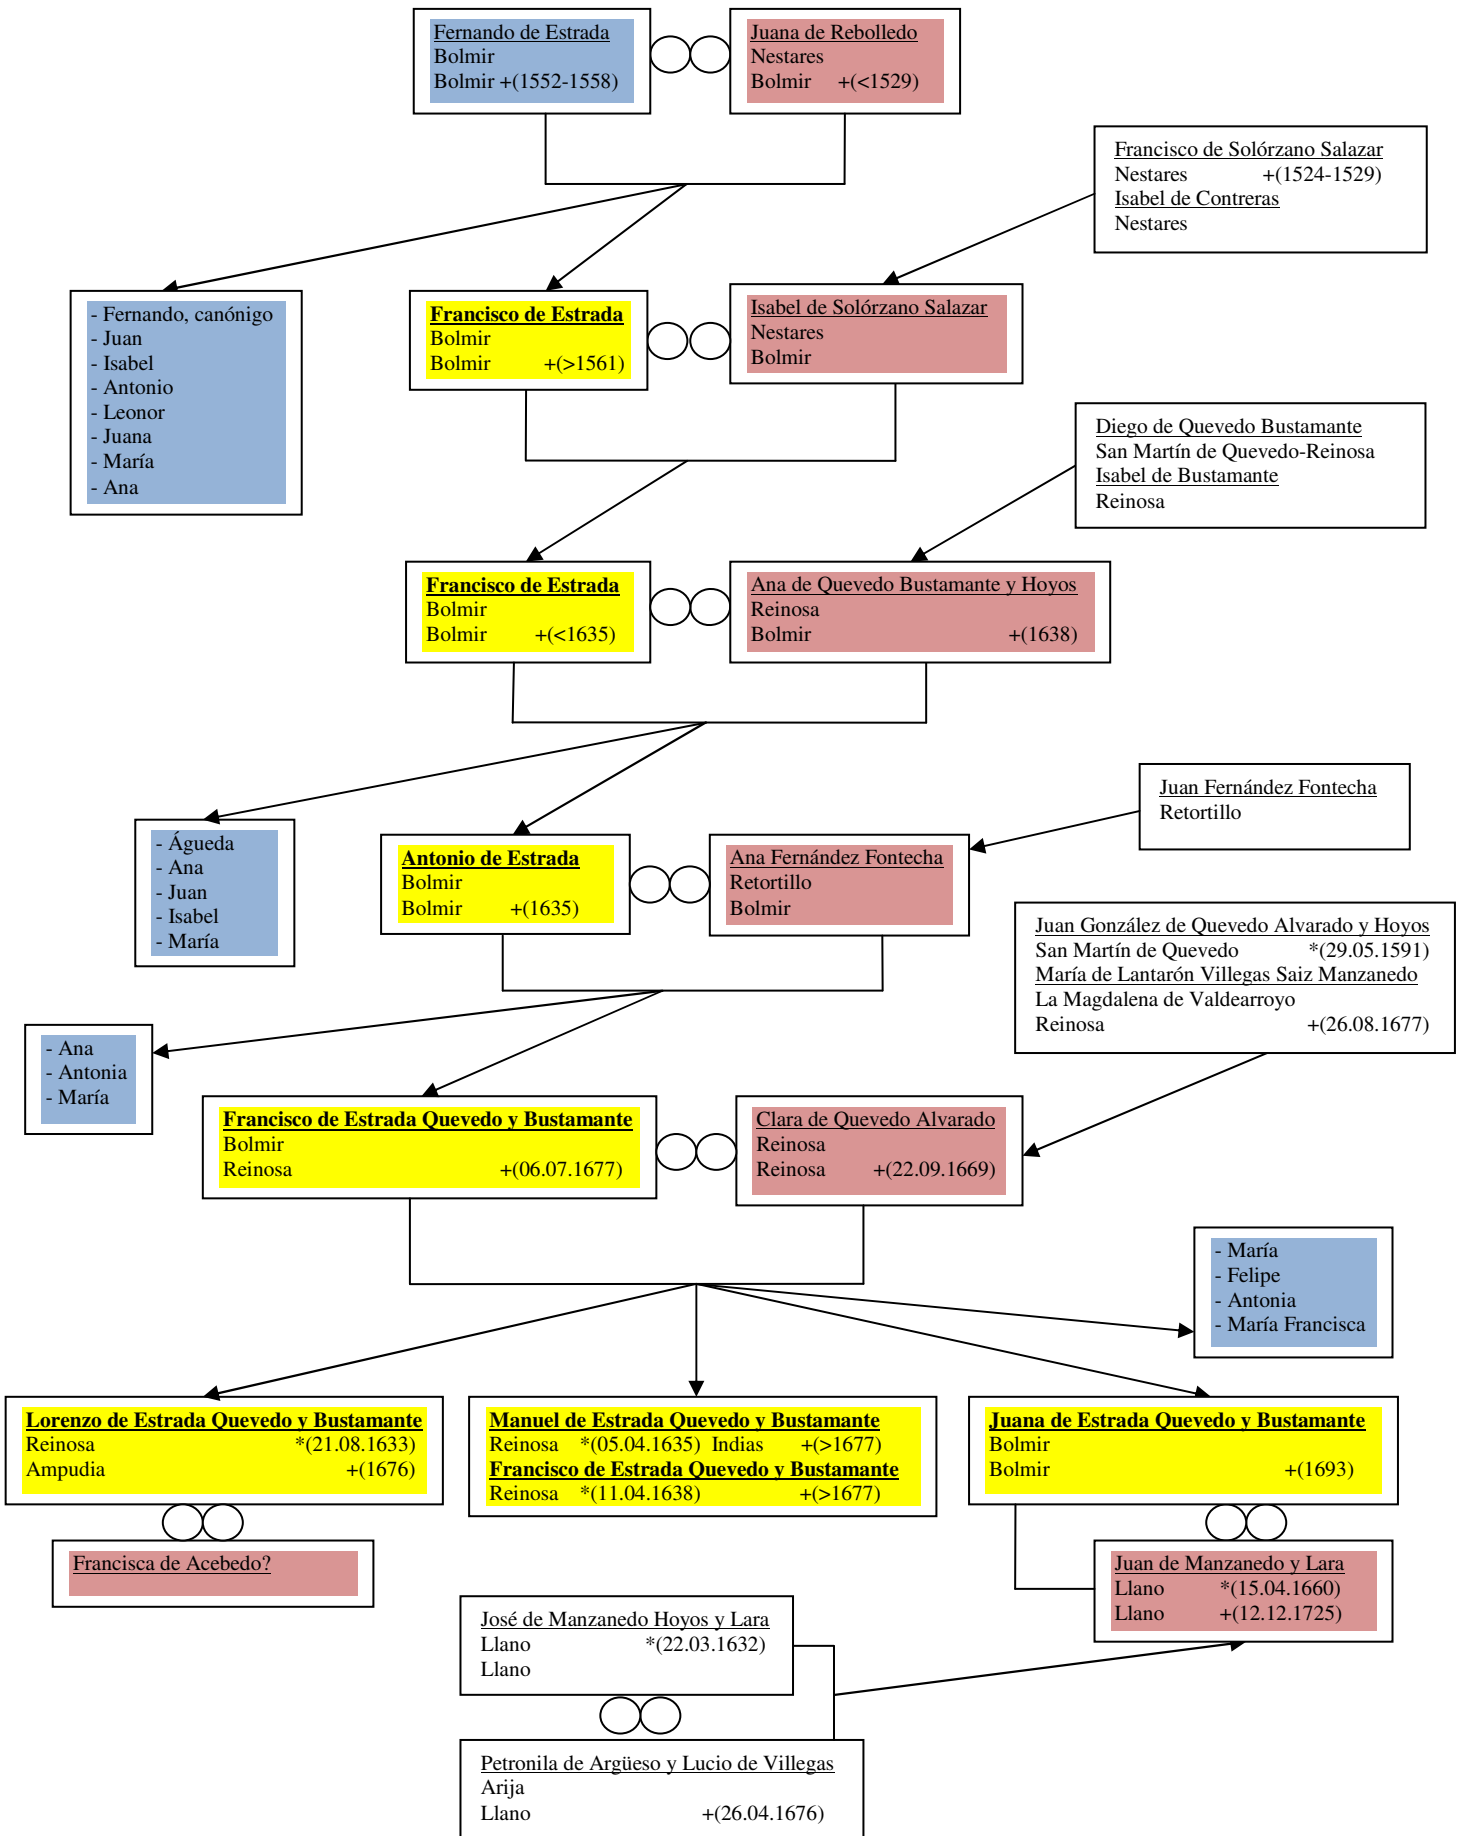 Fernando de Estrada
Bolmir
Bolmir +(1552-1558)
Juana de Rebolledo
Nestares
Bolmir +(<1529)
Francisco de Solórzano Salazar
Nestares +(1524-1529)
Isabel de Contreras
Nestares
- Fernando, canónigo
- Juan
- Isabel
- Antonio
- Leonor
- Juana
- María
- Ana
Francisco de Estrada
Bolmir
Bolmir +(>1561)
Isabel de Solórzano Salazar
Nestares
Bolmir
Diego de Quevedo Bustamante
San Martín de Quevedo-Reinosa
Isabel de Bustamante
Reinosa
Francisco de Estrada
Bolmir
Bolmir +(<1635)
Ana de Quevedo Bustamante y Hoyos
Reinosa
Bolmir +(1638)
Juan Fernández Fontecha
Retortillo
- Águeda
- Ana
- Juan
- Isabel
- María
Antonio de Estrada
Bolmir
Bolmir +(1635)
Ana Fernández Fontecha
Retortillo
Bolmir
Juan González de Quevedo Alvarado y Hoyos
San Martín de Quevedo *(29.05.1591)
María de Lantarón Villegas Saiz Manzanedo
La Magdalena de Valdearroyo
Reinosa +(26.08.1677)
- Ana
- Antonia
- María
Francisco de Estrada Quevedo y Bustamante
Bolmir
Reinosa +(06.07.1677)
Clara de Quevedo Alvarado
Reinosa
Reinosa +(22.09.1669)
- María
- Felipe
- Antonia
- María Francisca
Lorenzo de Estrada Quevedo y Bustamante
Reinosa *(21.08.1633)
Ampudia +(1676)
Manuel de Estrada Quevedo y Bustamante
Reinosa *(05.04.1635) Indias +(>1677)
Francisco de Estrada Quevedo y Bustamante
Reinosa *(11.04.1638) +(>1677)
Juana de Estrada Quevedo y Bustamante
Bolmir
Bolmir +(1693)
Francisca de Acebedo?
Juan de Manzanedo y Lara
Llano *(15.04.1660)
Llano +(12.12.1725)
José de Manzanedo Hoyos y Lara
Llano *(22.03.1632)
Llano
Petronila de Argüeso y Lucio de Villegas
Arija
Llano +(26.04.1676)